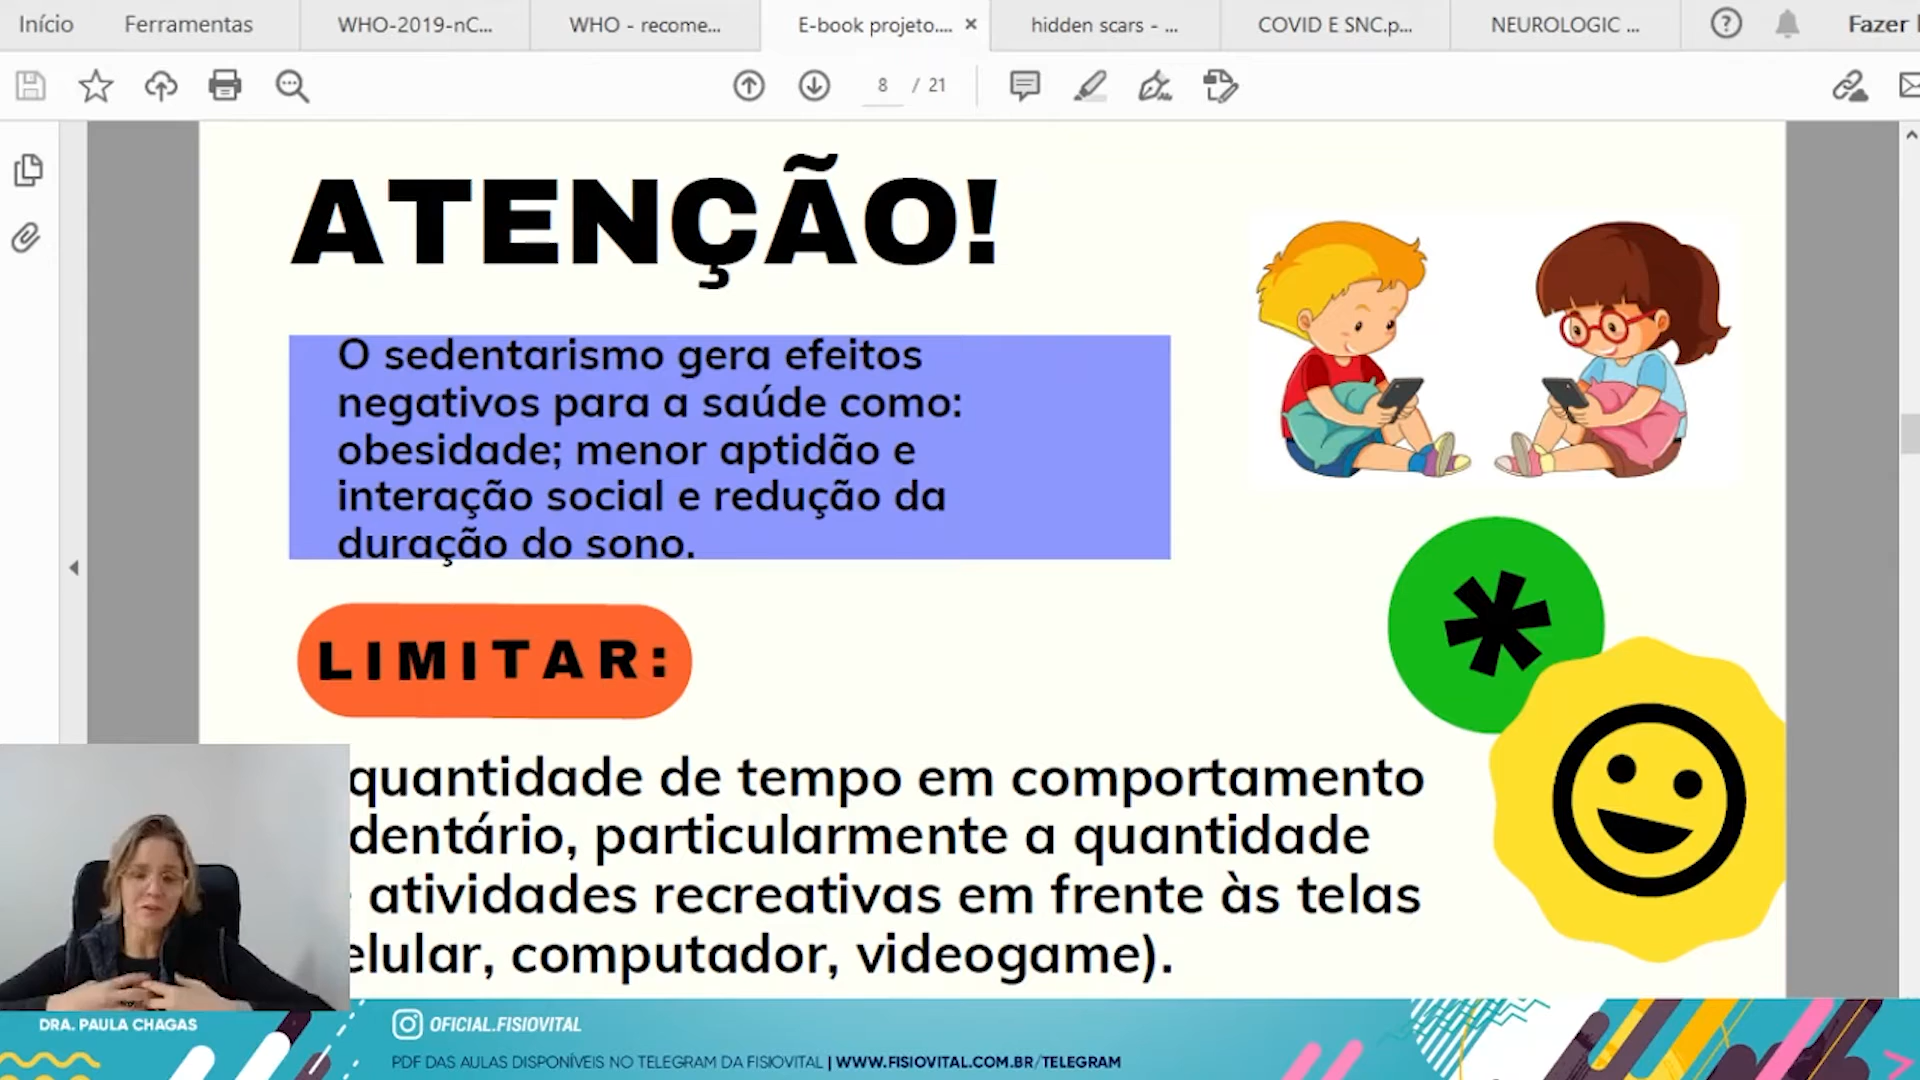 Início
Ferramentas
WHO-2019-nC...
WHO - recome...
E-book projeto....
hidden scars - ...
COVID E SNC.p...
NEUROLOGIC ...
Fazer
8 / 21
ATENÇÃO!
O sedentarismo gera efeitos
negativos para a saúde como:
obesidade; menor aptidão e
interação social e redução da
duração do sono.
LIMITAR:
quantidade de tempo em comportamento
dentário, particularmente a quantidade
atividades recreativas em frente às telas
elular, computador, videogame).
DRA. PAULA CHAGAS
OFICIAL.FISIOVITAL
PDF DAS AULAS DISPONÍVEIS NO TELEGRAM DA FISIOVITAL | WWW.FISIOVITAL.COM.BR/TELEGRAM